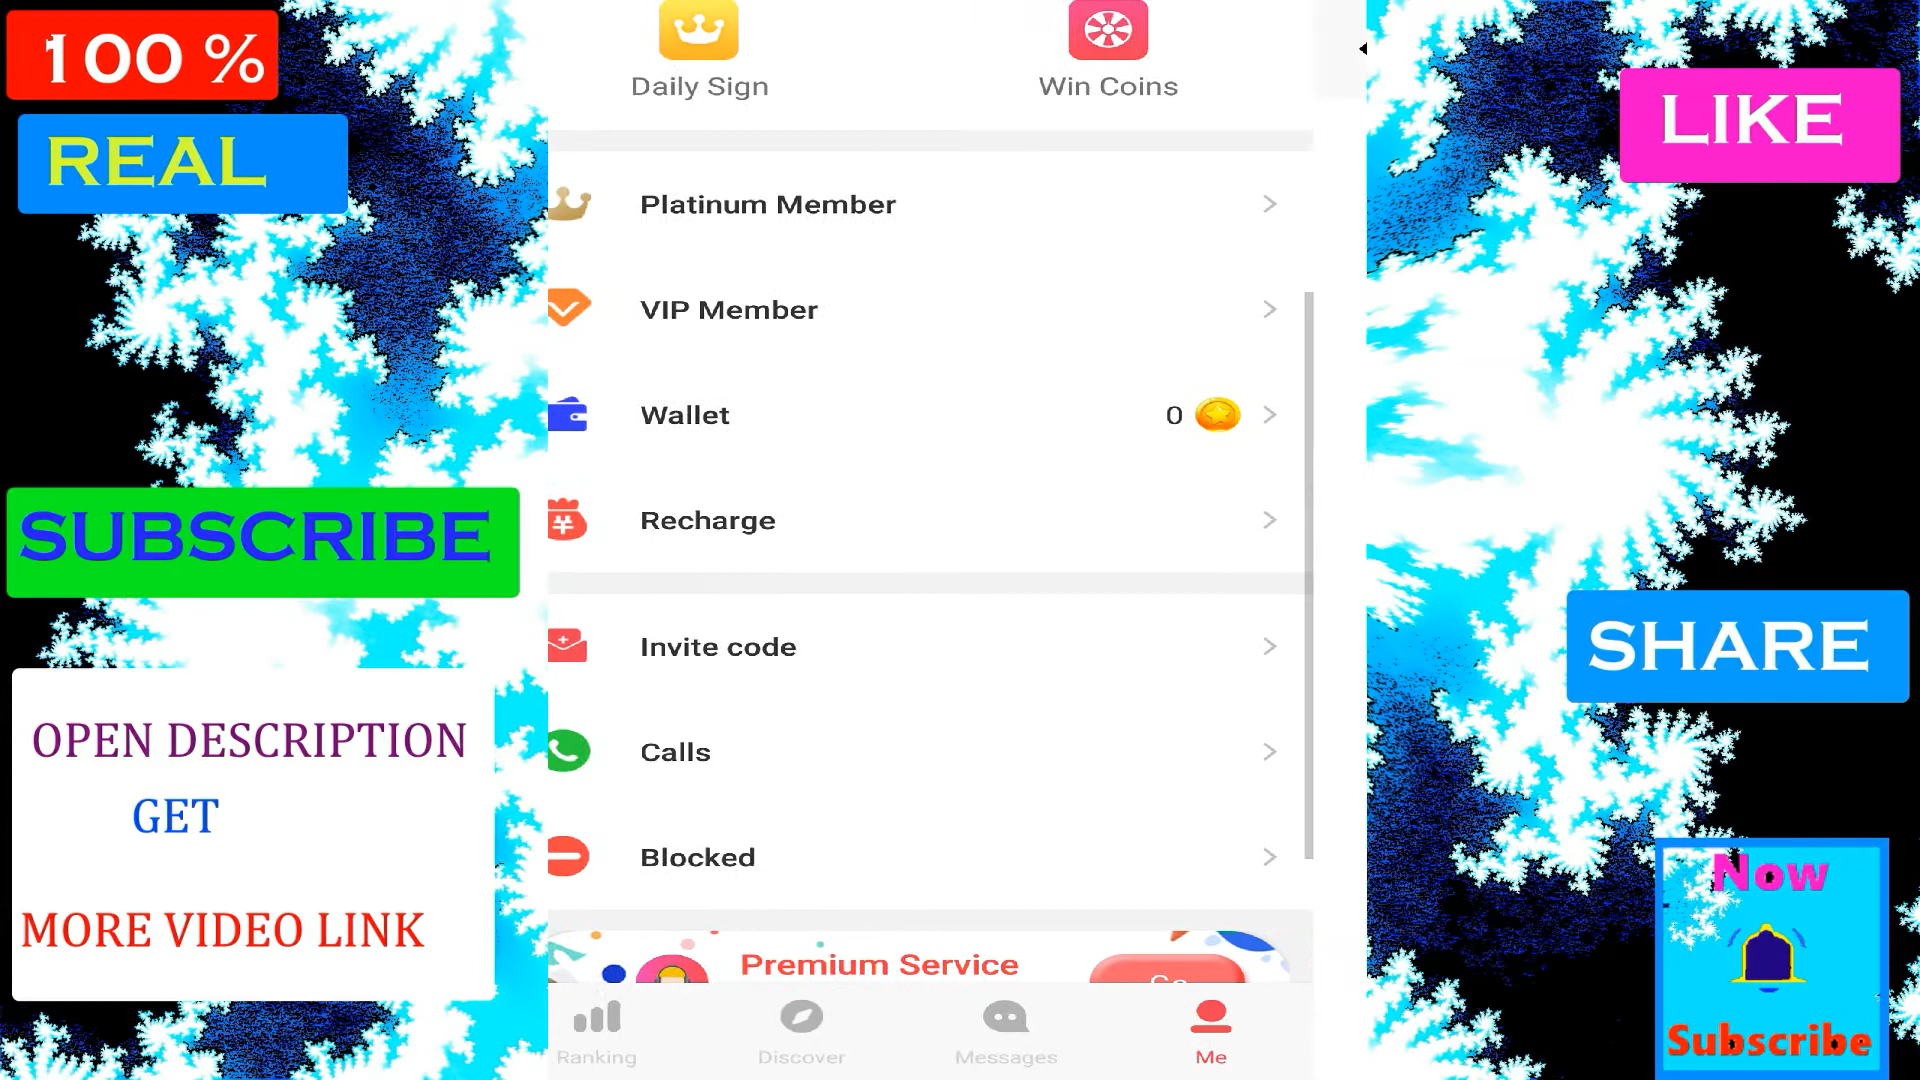 100 %
REAL
SUBSCRIBE
OPEN DESCRIPTION
GET
MORE VIDEO LINK
Daily Sign
Win Coins
Platinum Member
VIP Member
Wallet
0
Recharge
Invite code
Calls
Blocked
Premium Service
Go
Ranking
Discover
Messages
Me
LIKE
SHARE
Now
Subscribe